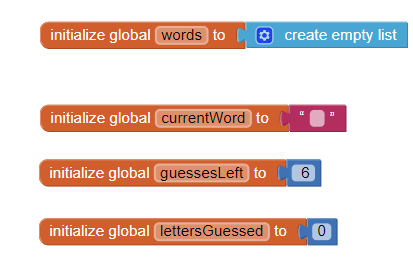 initialize global words to create empty list
initialize global currentWord to “ ”
initialize global guessesLeft to 6
initialize global lettersGuessed to 0